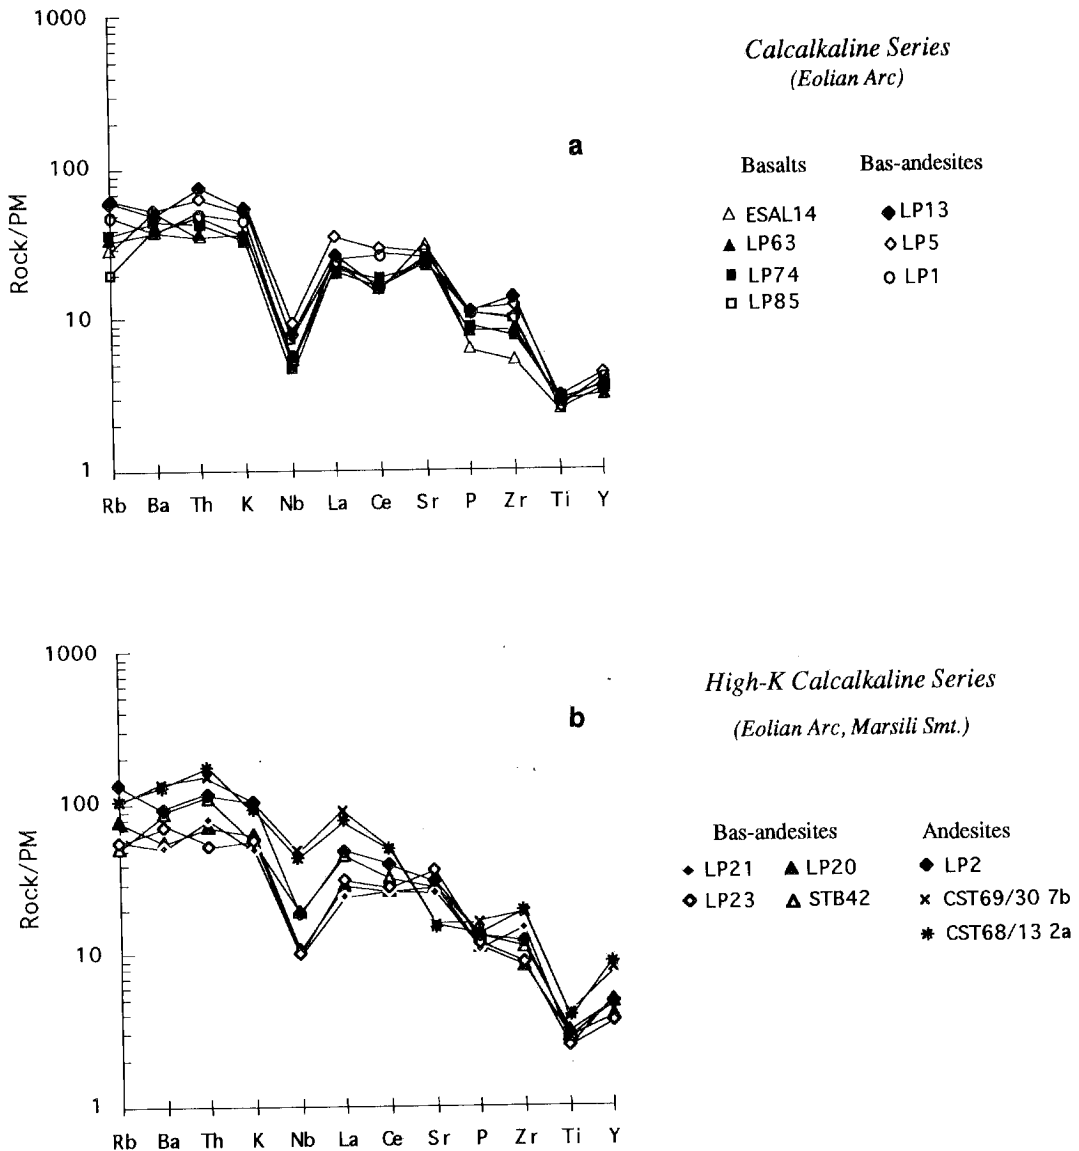 1000
100
10
1
Rock/PM
Rb Ba Th K Nb La Ce Sr P Zr Ti Y
a
Calcalkaline Series
(Eolian Arc)
Basalts Bas-andesites
ESAL14 LP13
LP63 LP5
LP74 LP1
LP85
1000
100
10
1
Rock/PM
Rb Ba Th K Nb La Ce Sr P Zr Ti Y
b
High-K Calcalkaline Series
(Eolian Arc, Marsili Smt.)
Bas-andesites Andesites
LP21 LP20 LP2
LP23 STB42 CST69/30 7b
CST68/13 2a